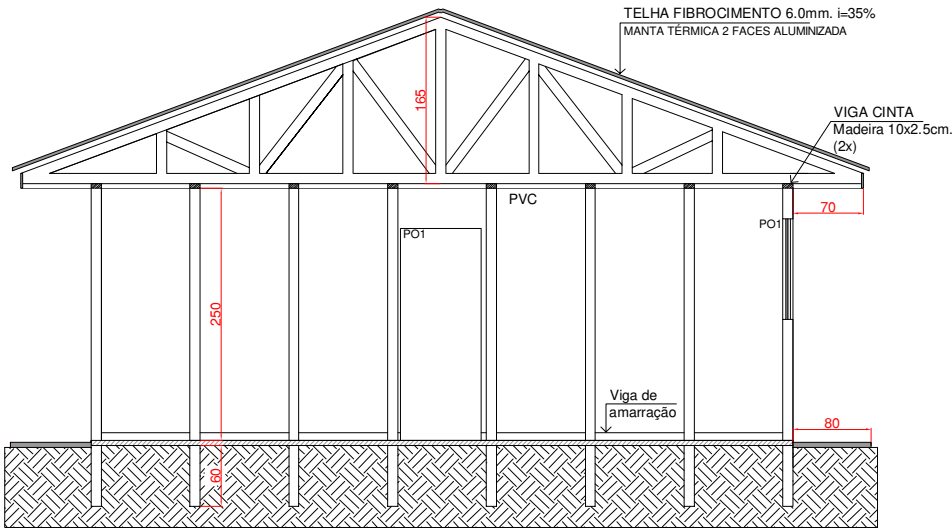 TELHA FIBROCIMENTO 6.0mm. i=35%
MANTA TÉRMICA 2 FACES ALUMINIZADA
165
VIGA CINTA
Madeira 10x2.5cm.
(2x)
PVC
70
PO1
PO1
250
Viga de
amarração
80
60